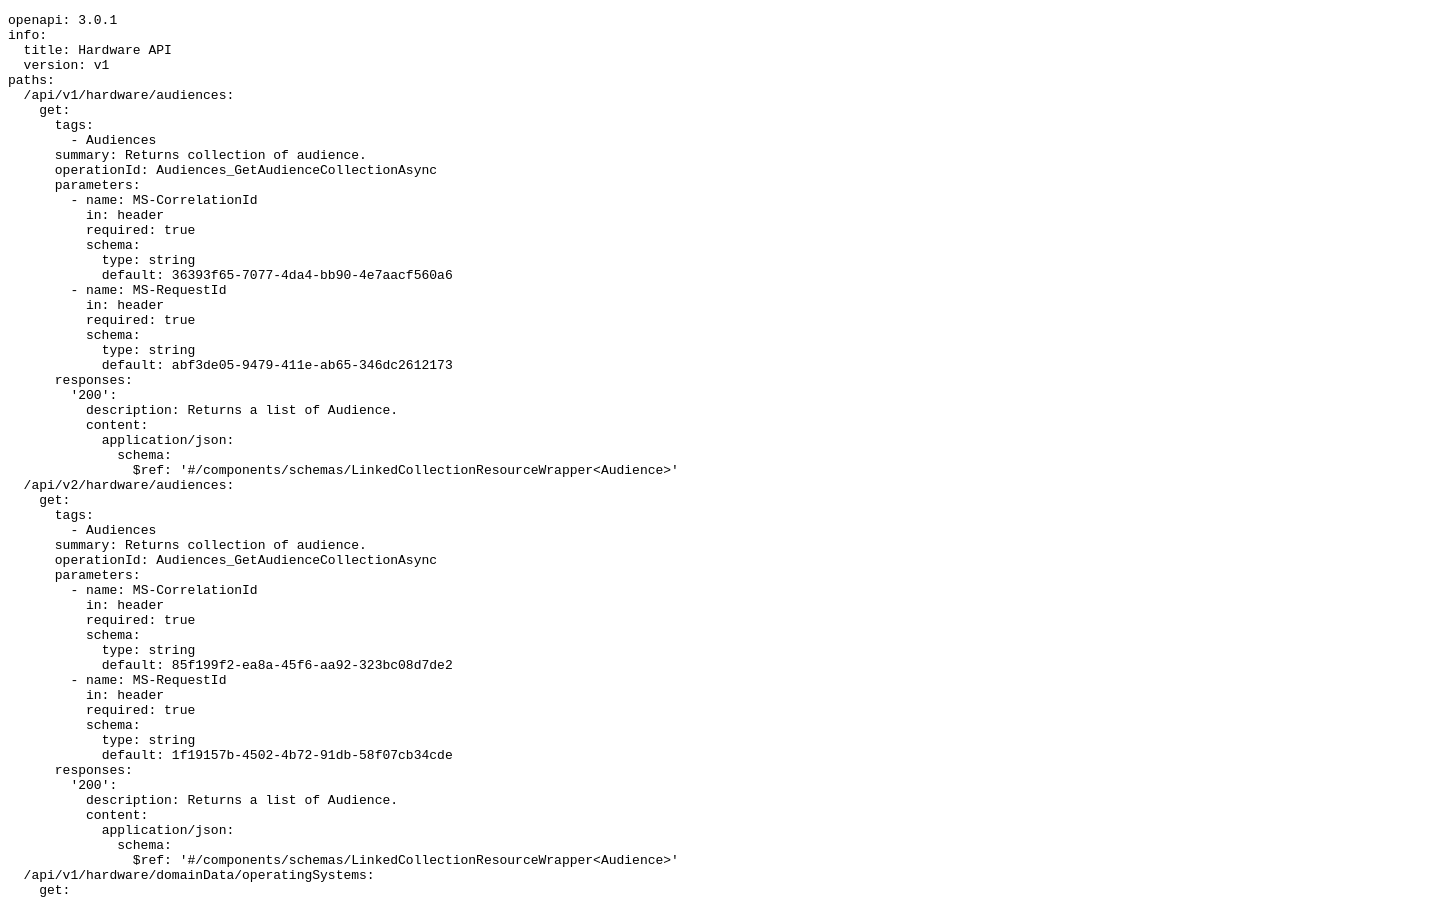 openapi: 3.0.1
info:
  title: Hardware API
  version: v1
paths:
  /api/v1/hardware/audiences:
    get:
      tags:
        - Audiences
      summary: Returns collection of audience.
      operationId: Audiences_GetAudienceCollectionAsync
      parameters:
        - name: MS-CorrelationId
          in: header
          required: true
          schema:
            type: string
            default: 36393f65-7077-4da4-bb90-4e7aacf560a6
        - name: MS-RequestId
          in: header
          required: true
          schema:
            type: string
            default: abf3de05-9479-411e-ab65-346dc2612173
      responses:
        '200':
          description: Returns a list of Audience.
          content:
            application/json:
              schema:
                $ref: '#/components/schemas/LinkedCollectionResourceWrapper<Audience>'
  /api/v2/hardware/audiences:
    get:
      tags:
        - Audiences
      summary: Returns collection of audience.
      operationId: Audiences_GetAudienceCollectionAsync
      parameters:
        - name: MS-CorrelationId
          in: header
          required: true
          schema:
            type: string
            default: 85f199f2-ea8a-45f6-aa92-323bc08d7de2
        - name: MS-RequestId
          in: header
          required: true
          schema:
            type: string
            default: 1f19157b-4502-4b72-91db-58f07cb34cde
      responses:
        '200':
          description: Returns a list of Audience.
          content:
            application/json:
              schema:
                $ref: '#/components/schemas/LinkedCollectionResourceWrapper<Audience>'
  /api/v1/hardware/domainData/operatingSystems:
    get: